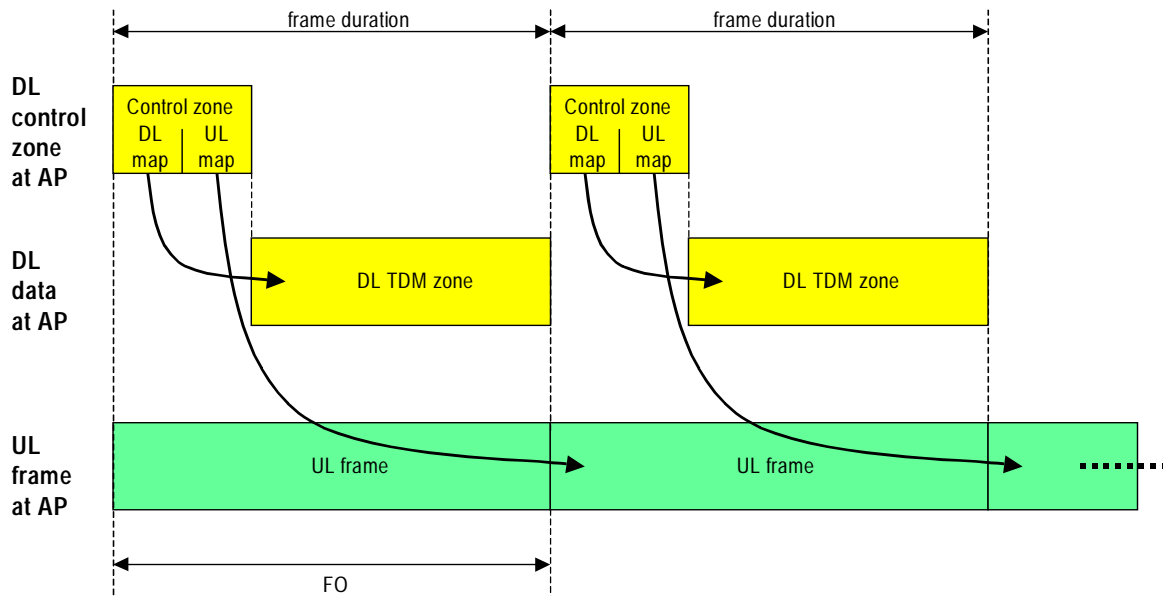 frame duration
frame duration
DL
control
zone
at AP
Control zone
DL
map
UL
map
Control zone
DL
map
UL
map
DL
data
at AP
DL TDM zone
DL TDM zone
UL
frame
at AP
UL frame
UL frame
FO